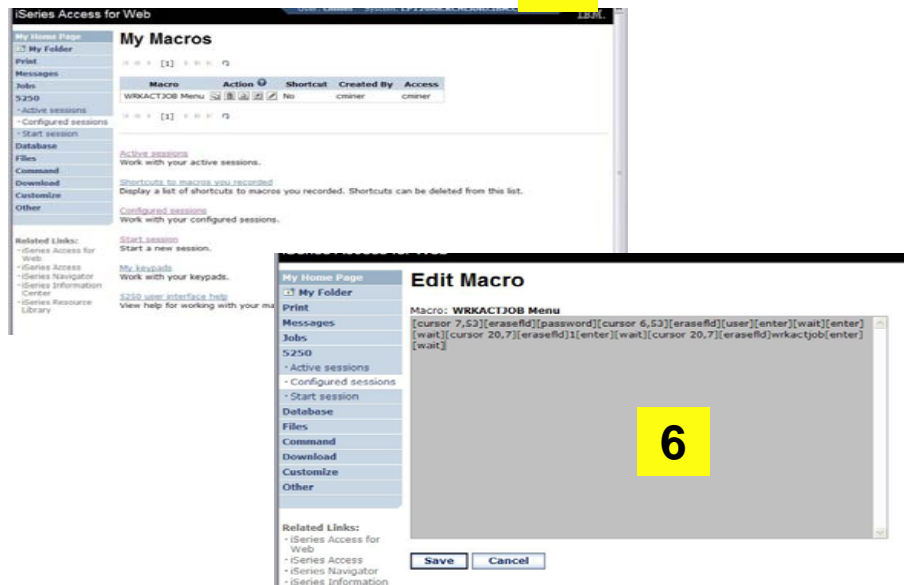 iSeries Access for Web
IBM.
My Home Page
My Folder
Print
Messages
Jobs
5250
- Active sessions
- Configured sessions
- Start session
Database
Files
Command
Download
Customize
Other
Related Links:
- iSeries Access for Web
- iSeries Access
- iSeries Navigator
- iSeries Information Center
- iSeries Resource Library
My Macros
[1]
Macro Action Shortcut Created By Access
WRKACTJOB Menu No cminer cminer
[1]
Active sessions
Work with your active sessions.
Shortcuts to macros you recorded
Display a list of shortcuts to macros you recorded. Shortcuts can be deleted from this list.
Configured sessions
Work with your configured sessions.
Start session
Start a new session.
My keypads
Work with your keypads.
5250 user interface help
View help for working with your
My Home Page
My Folder
Print
Messages
Jobs
5250
- Active sessions
- Configured sessions
- Start session
Database
Files
Command
Download
Customize
Other
Related Links:
- iSeries Access for Web
- iSeries Access
- iSeries Navigator
- iSeries Information
Edit Macro
Macro: WRKACTJOB Menu
[cursor 7,53][erasefld][password][cursor 6,53][erasefld][user][enter][wait][enter]
[wait][cursor 20,7][erasefld]1[enter][wait][cursor 20,7][erasefld]wrkactjob[enter]
[wait]
6
Save Cancel